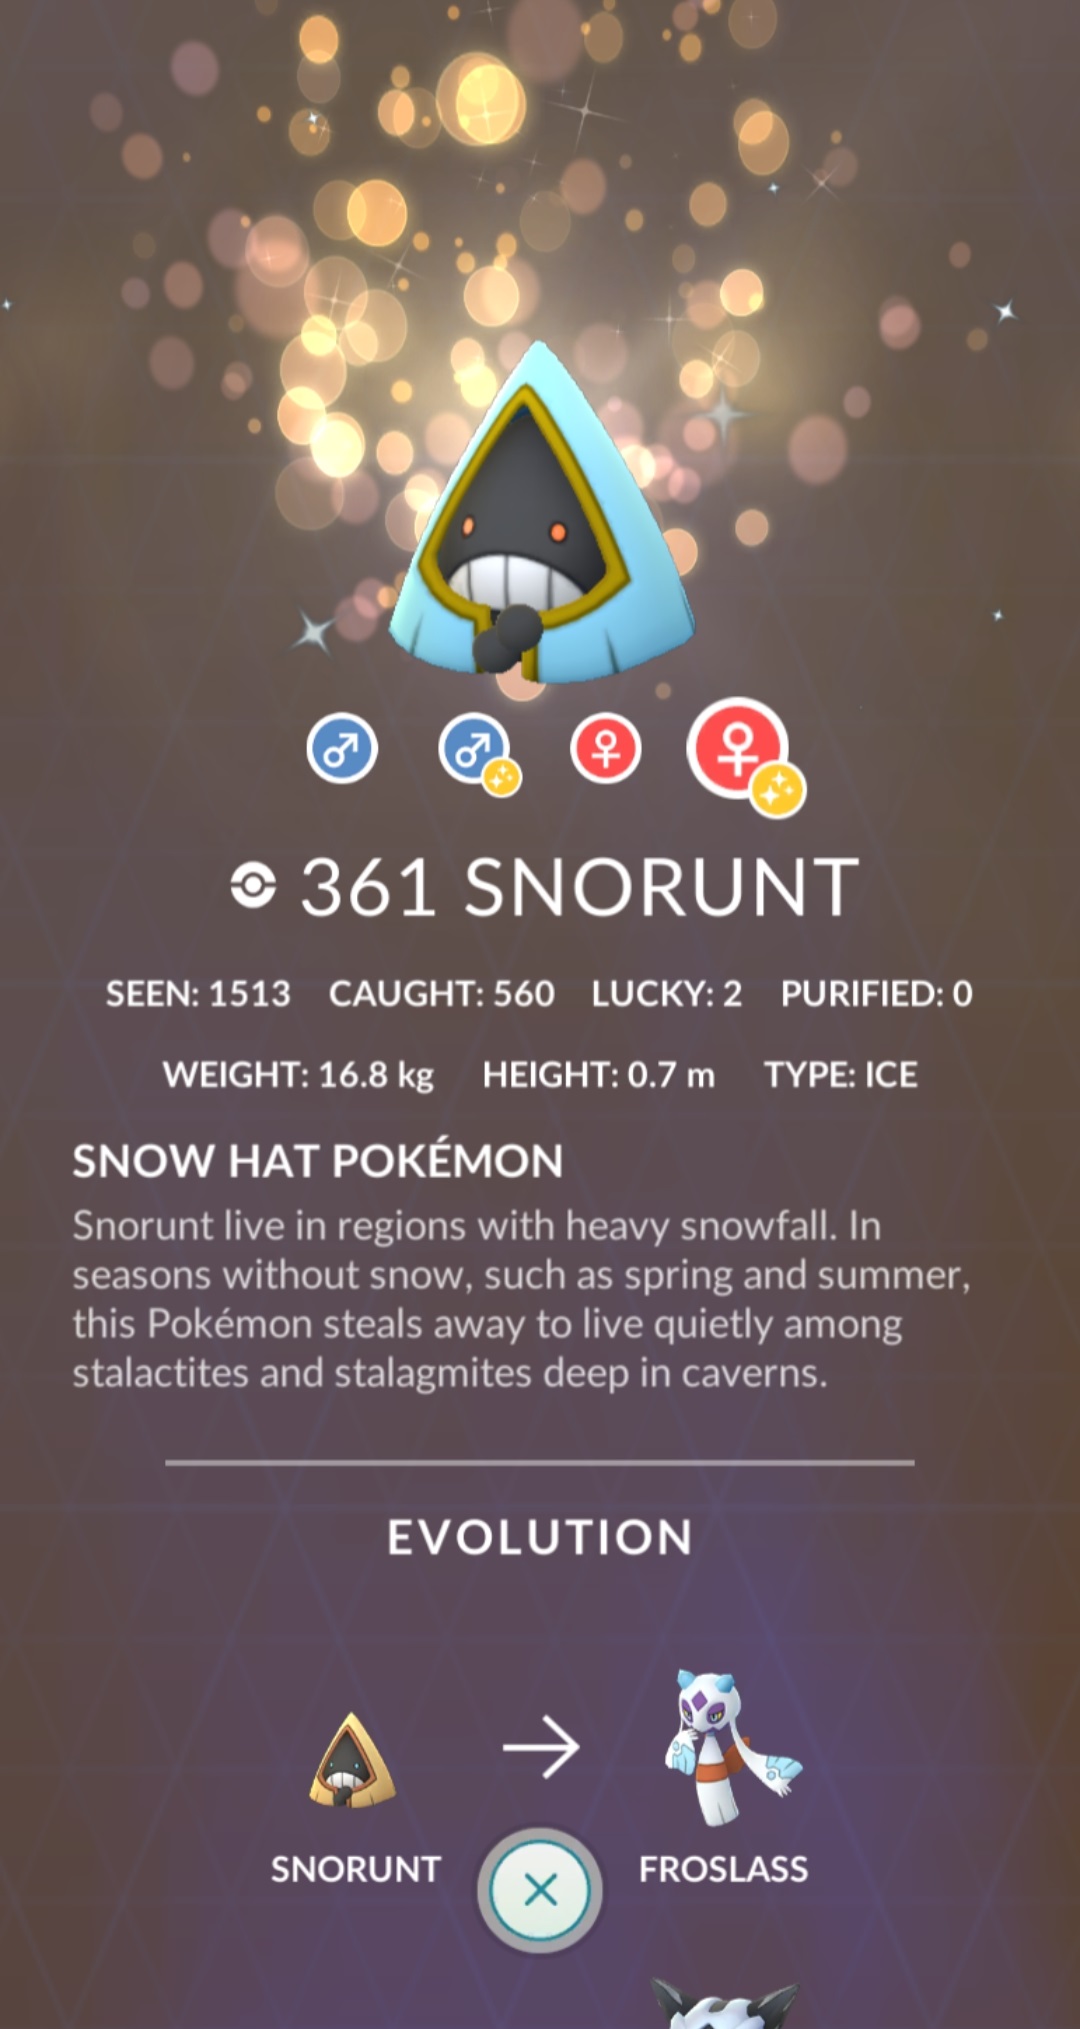 361 SNORUNT
SEEN: 1513 CAUGHT: 560 LUCKY: 2 PURIFIED: 0
WEIGHT: 16.8 kg HEIGHT: 0.7 m TYPE: ICE
SNOW HAT POKÉMON
Snorunt live in regions with heavy snowfall. In
seasons without snow, such as spring and summer,
this Pokémon steals away to live quietly among
stalactites and stalagmites deep in caverns.
EVOLUTION
SNORUNT FROSLASS